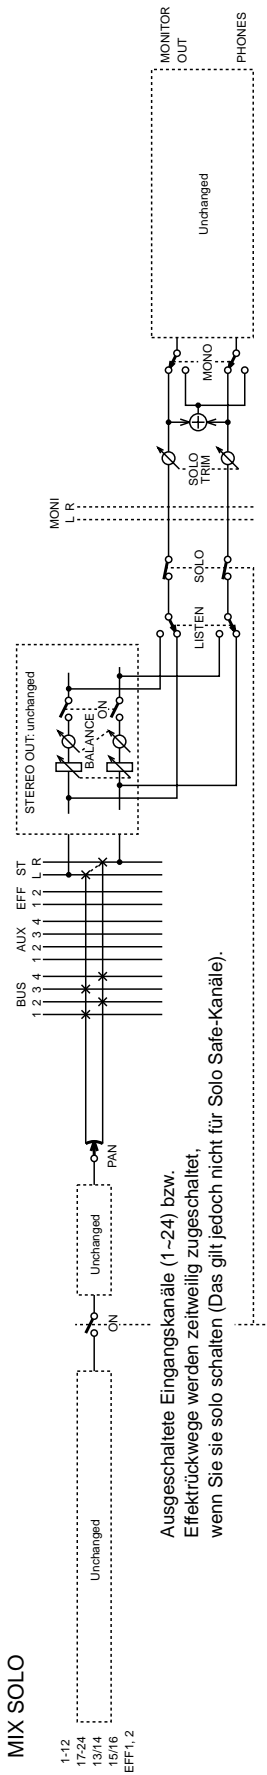 MIX SOLO
1-12
17-24
13/14
15/16
EFF1, 2
Unchanged
ON
Unchanged
PAN
BUS AUX EFF ST
1 2 3 4 1 2 3 4 1 2 L R
STEREO OUT: unchanged
BALANCE
ON
LISTEN
SOLO
MONI
L R
SOLO
TRIM
MONO
Unchanged
MONITOR
OUT
PHONES
Ausgeschaltete Eingangskanäle (1~24) bzw.
Effektrückwege werden zeitweilig zugeschaltet,
wenn Sie sie solo schalten (Das gilt jedoch nicht für Solo Safe-Kanäle).